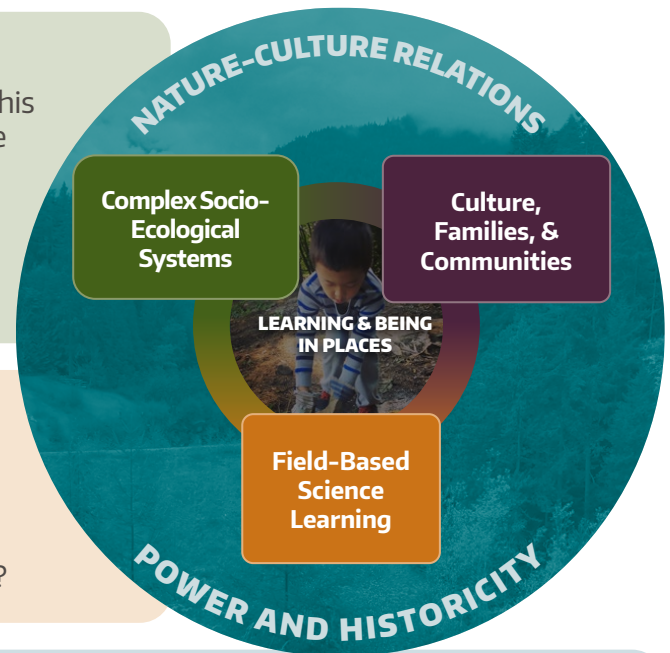 NATURE-CULTURE RELATIONS
his
e
Complex Socio-
Ecological
Systems
Culture,
Families, &
Communities
LEARNING & BEING
IN PLACES
Field-Based
Science
Learning
?
POWER AND HISTORICITY